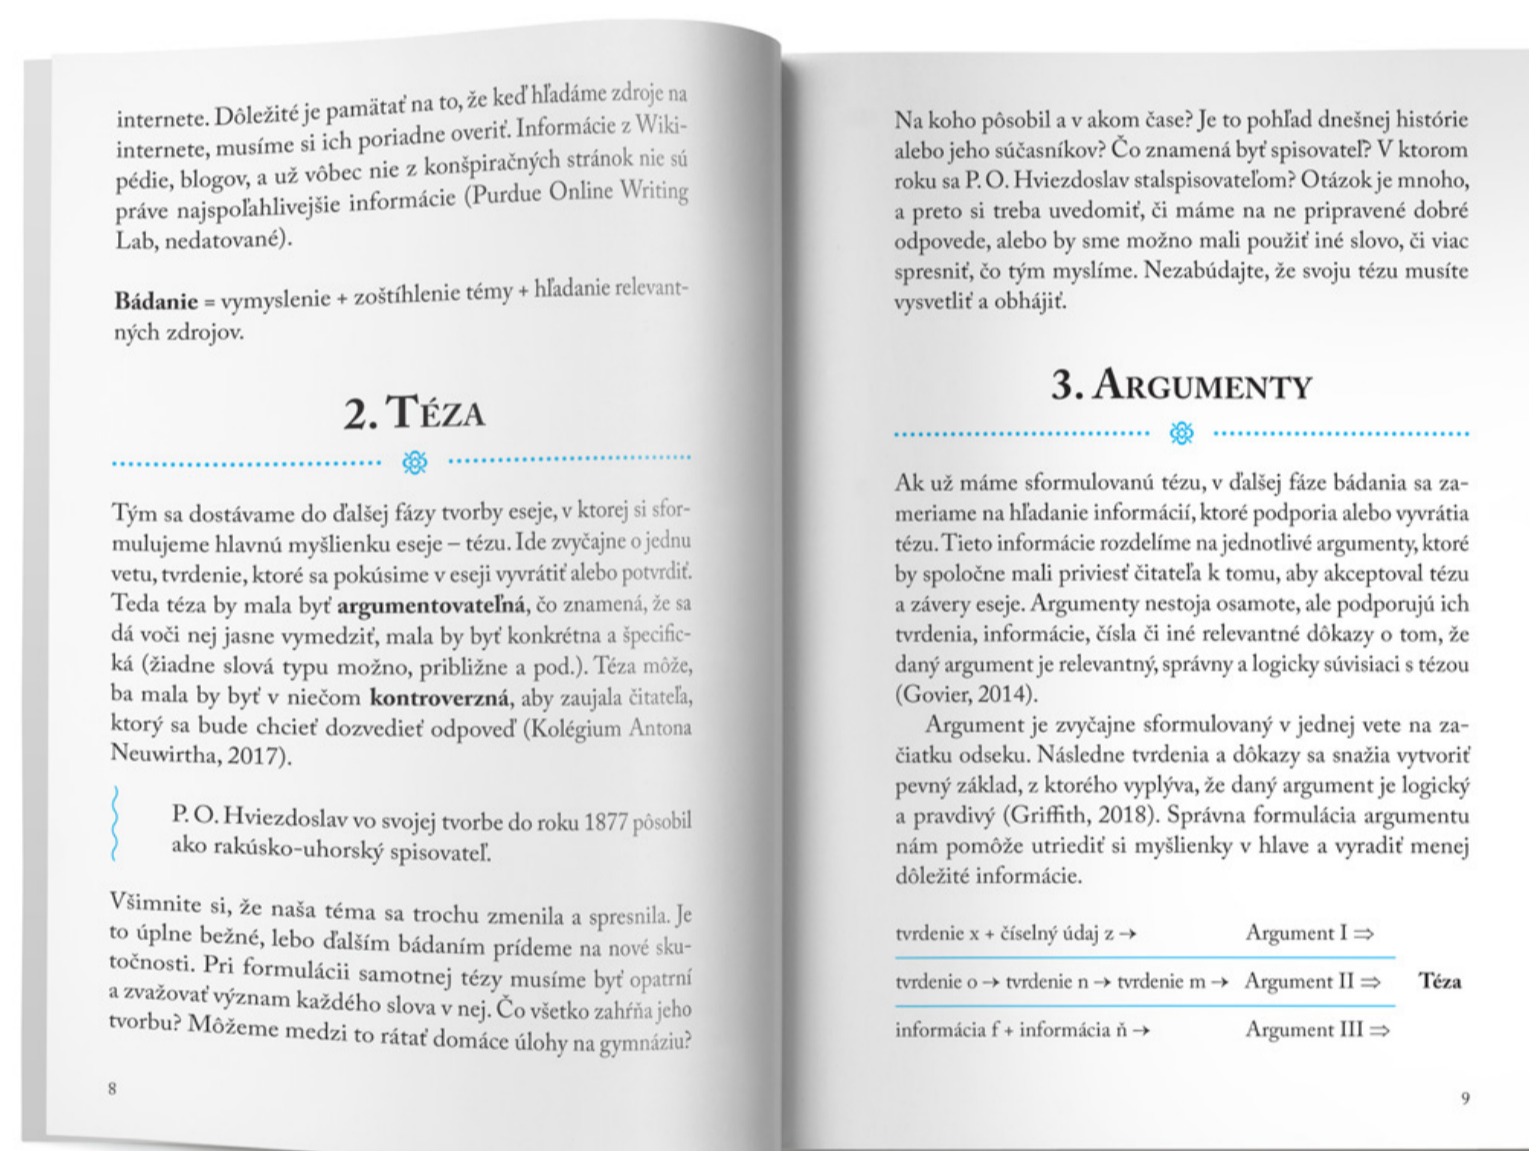 internete. Dôležité je pamätať na to, že keď hľadáme zdroje na
internete, musíme si ich poriadne overiť. Informácie z Wiki-
pédie, blogov, a už vôbec nie z konšpiračných stránok nie sú
práve najspoľahlivejšie informácie (Purdue Online Writing
Lab, nedatované).
Bádanie = vymyslenie + zoštíhlenie témy + hľadanie relevant-
ných zdrojov.
2. Téza
Tým sa dostávame do ďalšej fázy tvorby eseje, v ktorej si sfor-
mulujeme hlavnú myšlienku eseje – tézu. Ide zvyčajne o jednu
vetu, tvrdenie, ktoré sa pokúsime v eseji vyvrátiť alebo potvrdiť.
Teda téza by mala byť argumentovateľná, čo znamená, že sa
dá voči nej jasne vymedziť, mala by byť konkrétna a špecific-
ká (žiadne slová typu možno, približne a pod.). Téza môže,
ba mala by byť v niečom kontroverzná, aby zaujala čitateľa,
ktorý sa bude chcieť dozvedieť odpoveď (Kolégium Antona
Neuwirtha, 2017).
P. O. Hviezdoslav vo svojej tvorbe do roku 1877 pôsobil
ako rakúsko-uhorský spisovateľ.
Všimnite si, že naša téma sa trochu zmenila a spresnila. Je
to úplne bežné, lebo ďalším bádaním prídeme na nové sku-
točnosti. Pri formulácii samotnej tézy musíme byť opatrní
a zvažovať význam každého slova v nej. Čo všetko zahŕňa jeho
tvorbu? Môžeme medzi to rátať domáce úlohy na gymnáziu?
8
Na koho pôsobil a v akom čase? Je to pohľad dnešnej histórie
alebo jeho súčasníkov? Čo znamená byť spisovateľ? V ktorom
roku sa P. O. Hviezdoslav stalspisovateľom? Otázok je mnoho,
a preto si treba uvedomiť, či máme na ne pripravené dobré
odpovede, alebo by sme možno mali použiť iné slovo, či viac
spresniť, čo tým myslíme. Nezabúdajte, že svoju tézu musíte
vysvetliť a obhájiť.
3. Argumenty
Ak už máme sformulovanú tézu, v ďalšej fáze bádania sa za-
meriame na hľadanie informácií, ktoré podporia alebo vyvrátia
tézu. Tieto informácie rozdelíme na jednotlivé argumenty, ktoré
by spoločne mali priviesť čitateľa k tomu, aby akceptoval tézu
a závery eseje. Argumenty nestoja osamote, ale podporujú ich
tvrdenia, informácie, čísla či iné relevantné dôkazy o tom, že
daný argument je relevantný, správny a logicky súvisiaci s tézou
(Govier, 2014).
Argument je zvyčajne sformulovaný v jednej vete na za-
čiatku odseku. Následne tvrdenia a dôkazy sa snažia vytvoriť
pevný základ, z ktorého vyplýva, že daný argument je logický
a pravdivý (Griffith, 2018). Správna formulácia argumentu
nám pomôže utriediť si myšlienky v hlave a vyradiť menej
dôležité informácie.
tvrdenie x + číselný údaj z → Argument I ⇒
tvrdenie o → tvrdenie n → tvrdenie m → Argument II ⇒ Téza
informácia f + informácia ň → Argument III ⇒
9